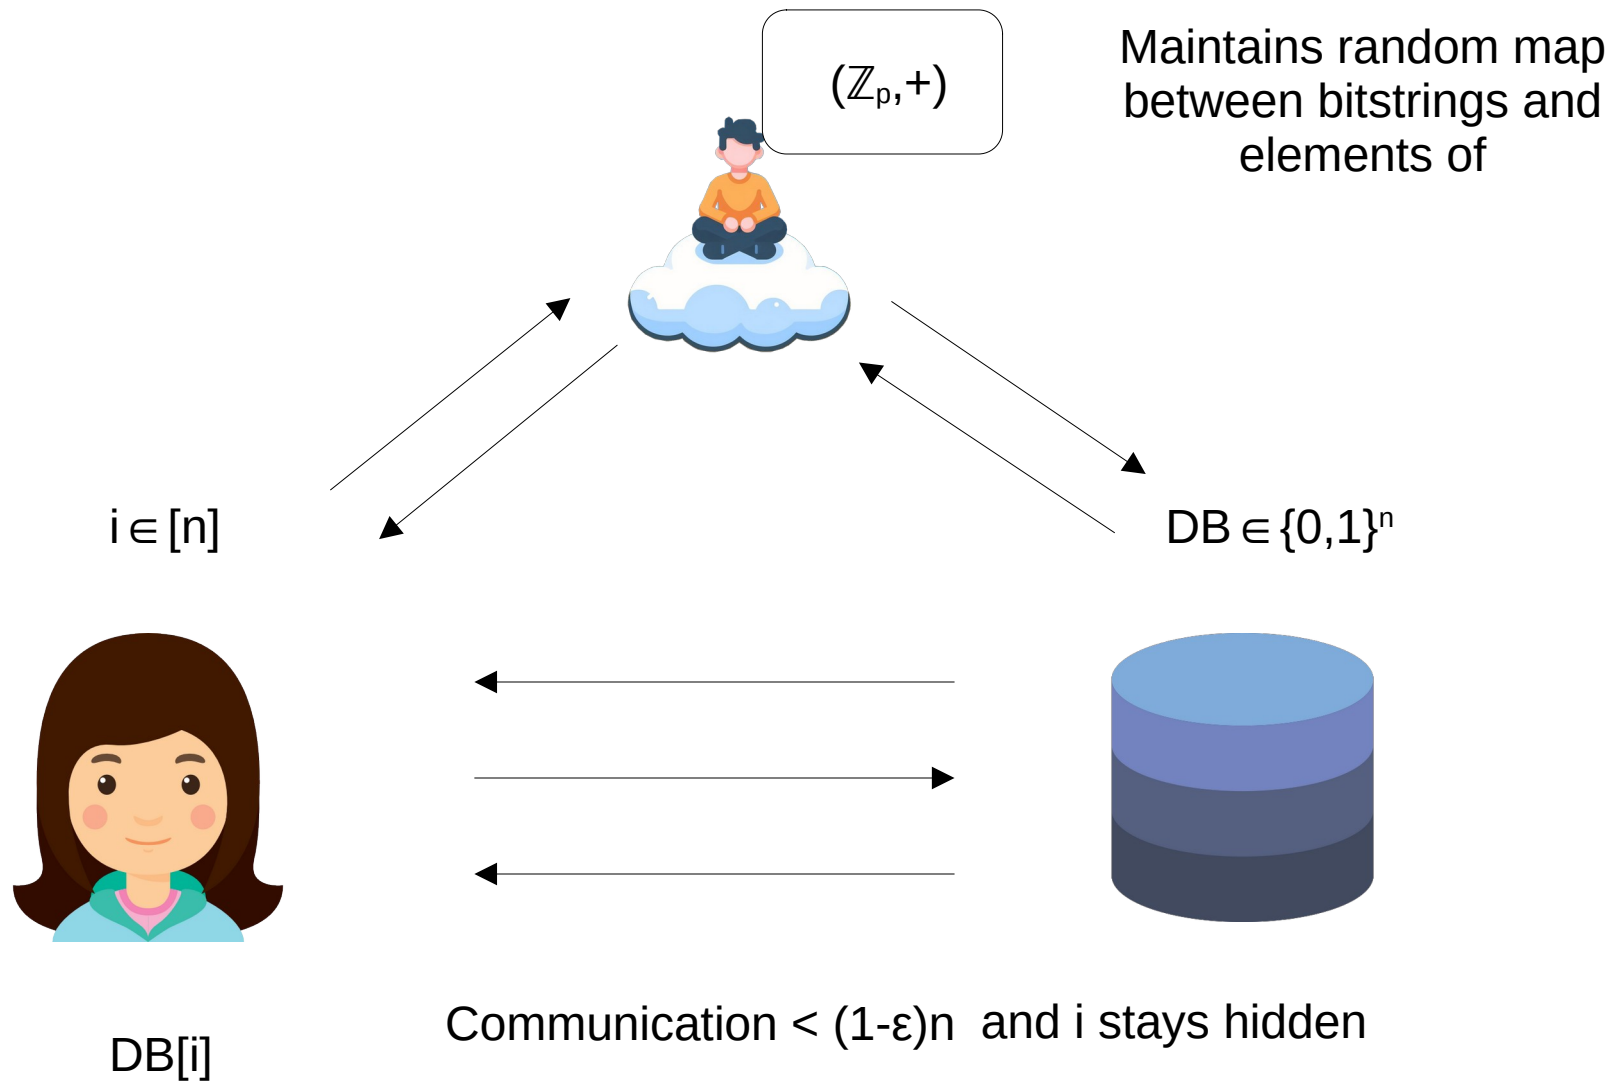 (ℤₚ,+)
Maintains random map
between bitstrings and
elements of
i ∈ [n]
DB ∈ {0,1}ⁿ
Communication < (1-ε)n and i stays hidden
DB[i]